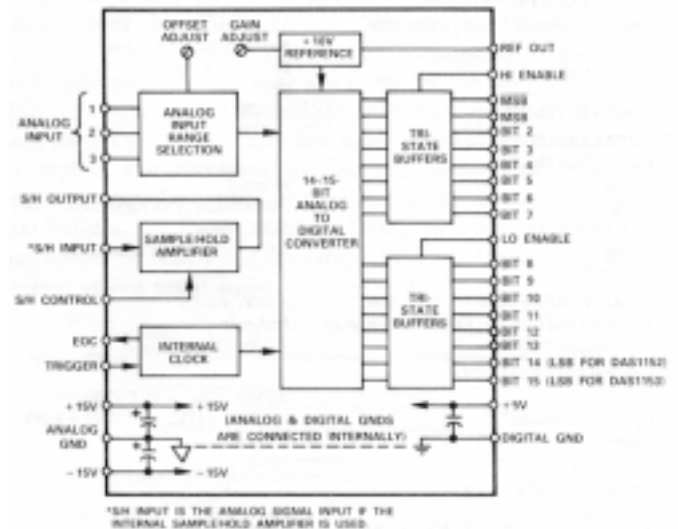 OFFSET ADJUST
GAIN ADJUST
+10V REFERENCE
REF OUT
HI ENABLE
ANALOG INPUT
1
2
3
ANALOG INPUT RANGE SELECTION
14-15-BIT ANALOG TO DIGITAL CONVERTER
TRI-STATE BUFFERS
MSB
MSB
BIT 2
BIT 3
BIT 4
BIT 5
BIT 6
BIT 7
S/H OUTPUT
*S/H INPUT
S/H CONTROL
SAMPLE/HOLD AMPLIFIER
LO ENABLE
TRI-STATE BUFFERS
BIT 8
BIT 9
BIT 10
BIT 11
BIT 12
BIT 13
BIT 14 (LSB FOR DAS1152)
BIT 15 (LSB FOR DAS1153)
EOC
TRIGGER
INTERNAL CLOCK
+15V
+15V
+5V
ANALOG GND
(ANALOG & DIGITAL GNDS ARE CONNECTED INTERNALLY)
DIGITAL GND
-15V
-15V
*S/H INPUT IS THE ANALOG SIGNAL INPUT IF THE
INTERNAL SAMPLE/HOLD AMPLIFIER IS USED.